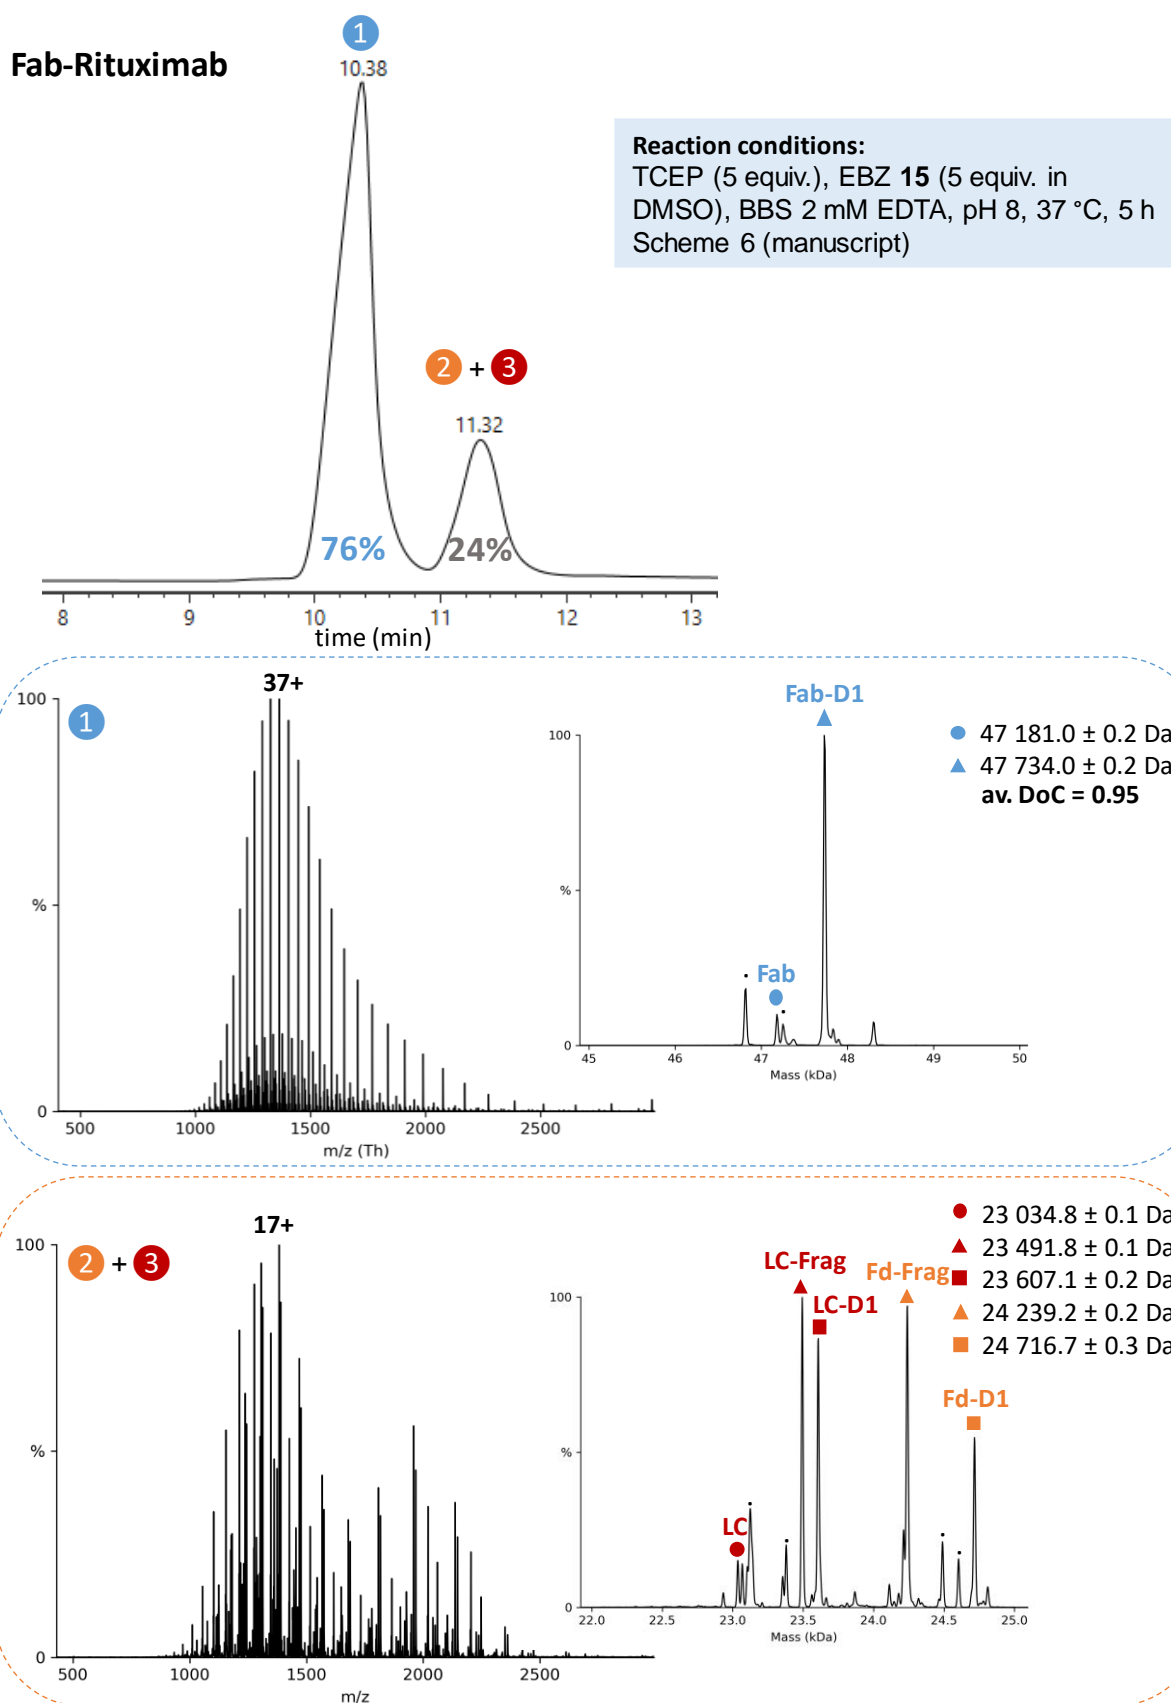 1
Fab-Rituximab
10.38
Reaction conditions:
TCEP (5 equiv.), EBZ 15 (5 equiv. in
DMSO), BBS 2 mM EDTA, pH 8, 37 °C, 5 h
Scheme 6 (manuscript)
2 + 3
11.32
76%
24%
8 9 10 11 12 13
time (min)
1
37+
100
%
0
500 1000 1500 2000 2500
m/z (Th)
Fab-D1
Fab
100
%
0
45 46 47 48 49 50
Mass (kDa)
47 181.0 ± 0.2 Da
47 734.0 ± 0.2 Da
av. DoC = 0.95
2 + 3
17+
100
%
0
500 1000 1500 2000 2500
m/z
LC-Frag
Fd-Frag
LC-D1
Fd-D1
LC
100
%
0
22.0 22.5 23.0 23.5 24.0 24.5 25.0
Mass (kDa)
23 034.8 ± 0.1 Da
23 491.8 ± 0.1 Da
23 607.1 ± 0.2 Da
24 239.2 ± 0.2 Da
24 716.7 ± 0.3 Da